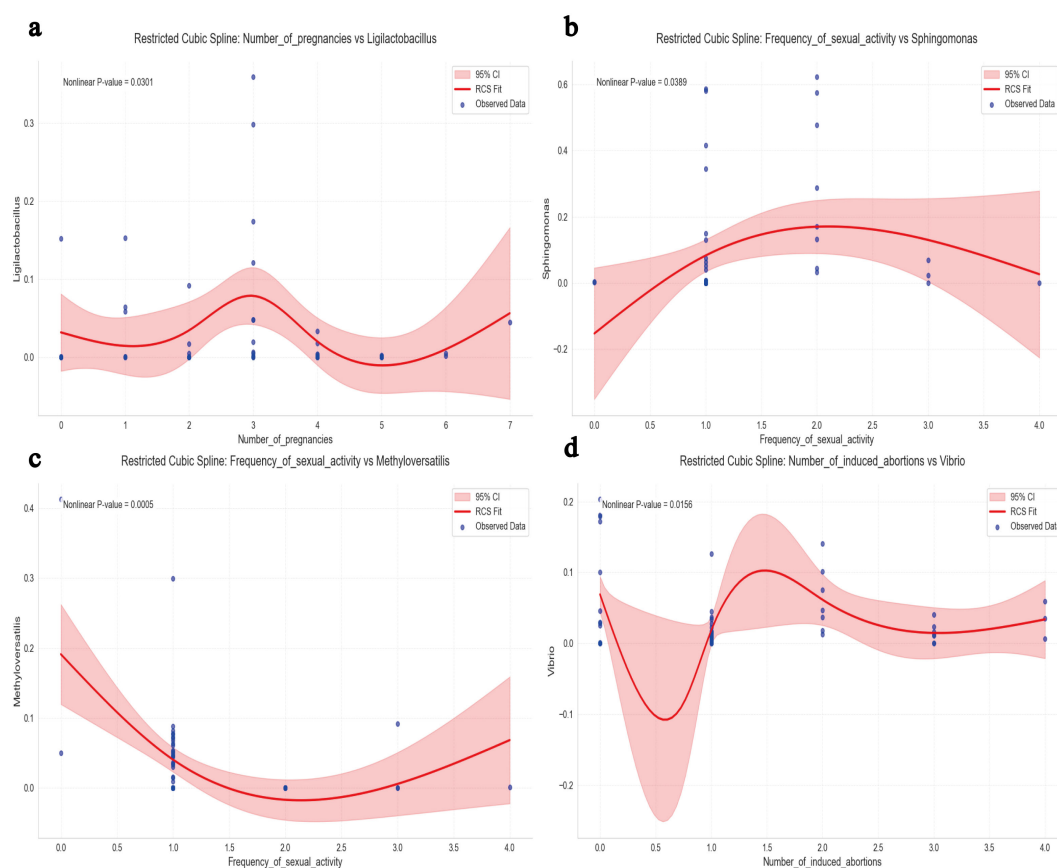 a
Restricted Cubic Spline: Number_of_pregnancies vs Ligilactobacillus
Nonlinear P-value = 0.0301
95% CI
RCS Fit
Observed Data
0.3
0.2
0.1
0.0
Ligilactobacillus
0 1 2 3 4 5 6 7
Number_of_pregnancies
b
Restricted Cubic Spline: Frequency_of_sexual_activity vs Sphingomonas
Nonlinear P-value = 0.0389
95% CI
RCS Fit
Observed Data
0.6
0.4
0.2
0.0
−0.2
Sphingomonas
0.0 0.5 1.0 1.5 2.0 2.5 3.0 3.5 4.0
Frequency_of_sexual_activity
c
Restricted Cubic Spline: Frequency_of_sexual_activity vs Methyloversatilis
Nonlinear P-value = 0.0005
95% CI
RCS Fit
Observed Data
0.4
0.3
0.2
0.1
0.0
Methyloversatilis
0.0 0.5 1.0 1.5 2.0 2.5 3.0 3.5 4.0
Frequency_of_sexual_activity
d
Restricted Cubic Spline: Number_of_induced_abortions vs Vibrio
Nonlinear P-value = 0.0156
95% CI
RCS Fit
Observed Data
0.2
0.1
0.0
−0.1
−0.2
Vibrio
0.0 0.5 1.0 1.5 2.0 2.5 3.0 3.5 4.0
Number_of_induced_abortions